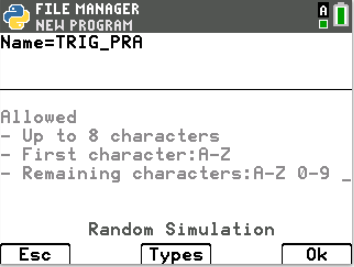 FILE MANAGER
NEW PROGRAM
A
Name=TRIG_PRA
Allowed
- Up to 8 characters
- First character:A-Z
- Remaining characters:A-Z 0-9 _
Random Simulation
Esc Types Ok